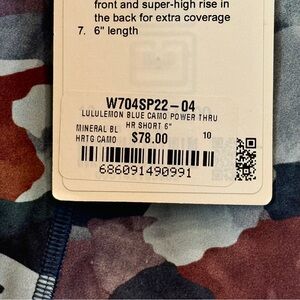 front and super-high rise in
the back for extra coverage
7. 6" length
W704SP22-04
LULULEMON BLUE CAMO POWER THRU
HR SHORT 6"
MINERAL BL
HRTG CAMO $78.00 10
686091490991